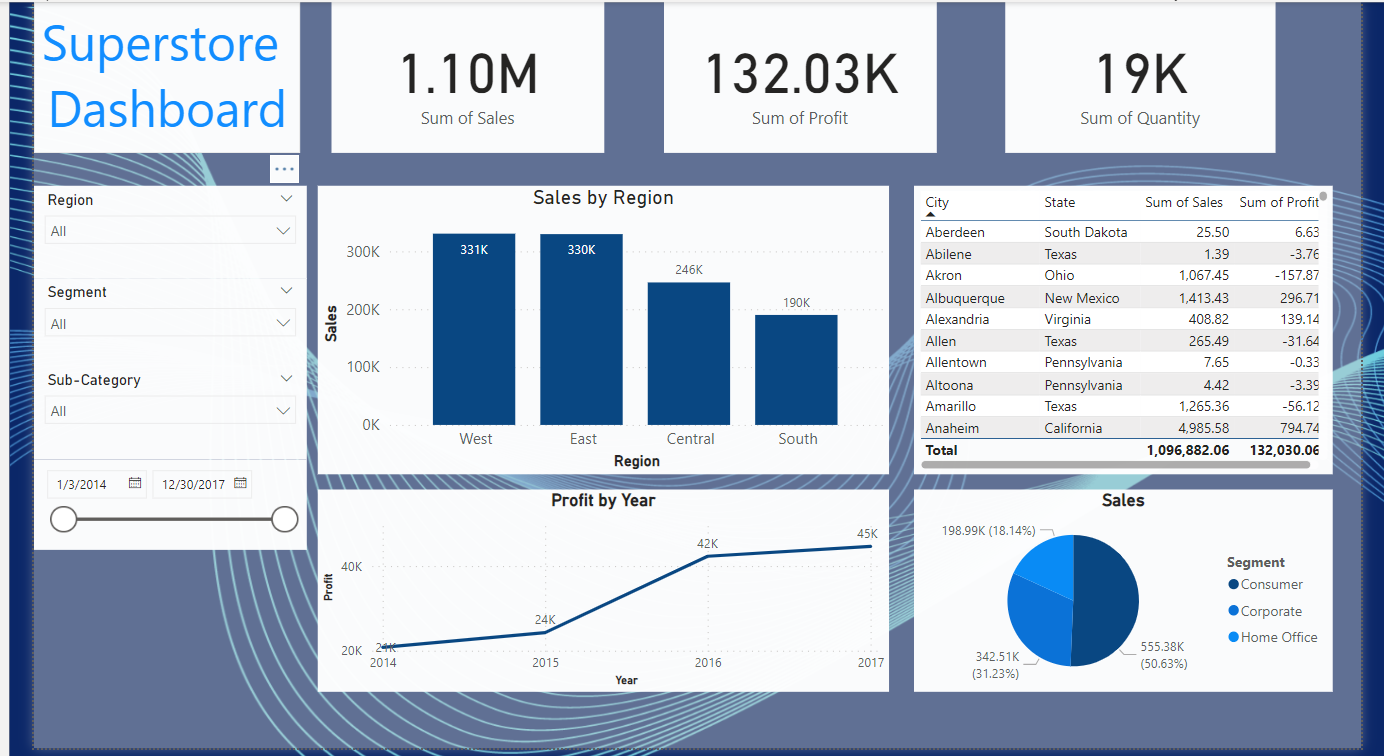 Superstore
Dashboard
1.10M
Sum of Sales
132.03K
Sum of Profit
19K
Sum of Quantity
Region
All
Segment
All
Sub-Category
All
1/3/2014 12/30/2017
Sales by Region
Sales
300K
200K
100K
0K
331K
330K
246K
190K
West East Central South
Region
City State Sum of Sales Sum of Profit
Aberdeen South Dakota 25.50 6.63
Abilene Texas 1.39 -3.76
Akron Ohio 1,067.45 -157.87
Albuquerque New Mexico 1,413.43 296.71
Alexandria Virginia 408.82 139.14
Allen Texas 265.49 -31.64
Allentown Pennsylvania 7.65 -0.33
Altoona Pennsylvania 4.42 -3.39
Amarillo Texas 1,265.36 -56.12
Anaheim California 4,985.58 794.74
Total 1,096,882.06 132,030.06
Profit by Year
Profit
40K
20K
21K
24K
42K
45K
2014 2015 2016 2017
Year
Sales
198.99K (18.14%)
342.51K
(31.23%)
555.38K
(50.63%)
Segment
Consumer
Corporate
Home Office